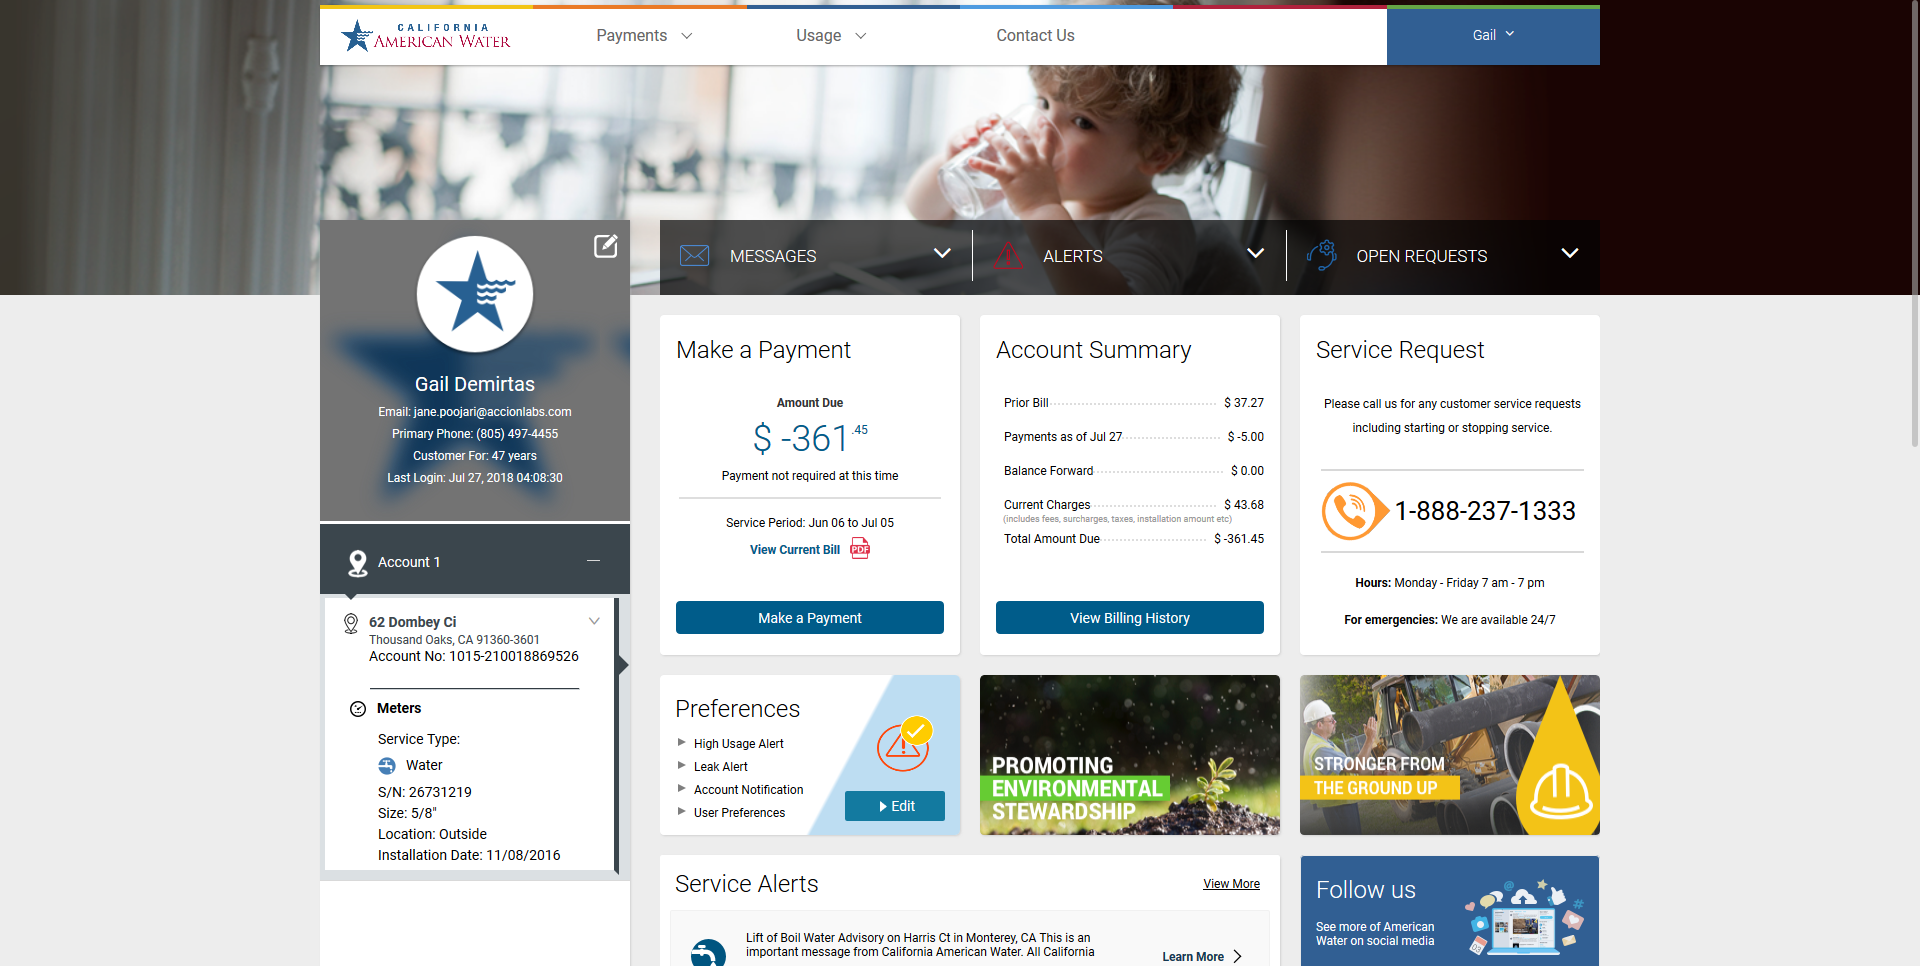 CALIFORNIA
AMERICAN WATER
Payments
Usage
Contact Us
Gail
MESSAGES
ALERTS
OPEN REQUESTS
Gail Demirtas
Email: jane.poojari@accionlabs.com
Primary Phone: (805) 497-4455
Customer For: 47 years
Last Login: Jul 27, 2018 04:08:30
Account 1
62 Dombey Ci
Thousand Oaks, CA 91360-3601
Account No: 1015-210018869526
Meters
Service Type:
Water
S/N: 26731219
Size: 5/8"
Location: Outside
Installation Date: 11/08/2016
Make a Payment
Amount Due
$ -361.45
Payment not required at this time
Service Period: Jun 06 to Jul 05
View Current Bill PDF
Make a Payment
Account Summary
Prior Bill $ 37.27
Payments as of Jul 27 $ -5.00
Balance Forward $ 0.00
Current Charges $ 43.68
(includes fees, surcharges, taxes, installation amount etc)
Total Amount Due $ -361.45
View Billing History
Service Request
Please call us for any customer service requests
including starting or stopping service.
1-888-237-1333
Hours: Monday - Friday 7 am - 7 pm
For emergencies: We are available 24/7
Preferences
High Usage Alert
Leak Alert
Account Notification
User Preferences
Edit
PROMOTING
ENVIRONMENTAL
STEWARDSHIP
STRONGER FROM
THE GROUND UP
Service Alerts
View More
Lift of Boil Water Advisory on Harris Ct in Monterey, CA This is an
important message from California American Water. All California
Learn More
Follow us
See more of American
Water on social media